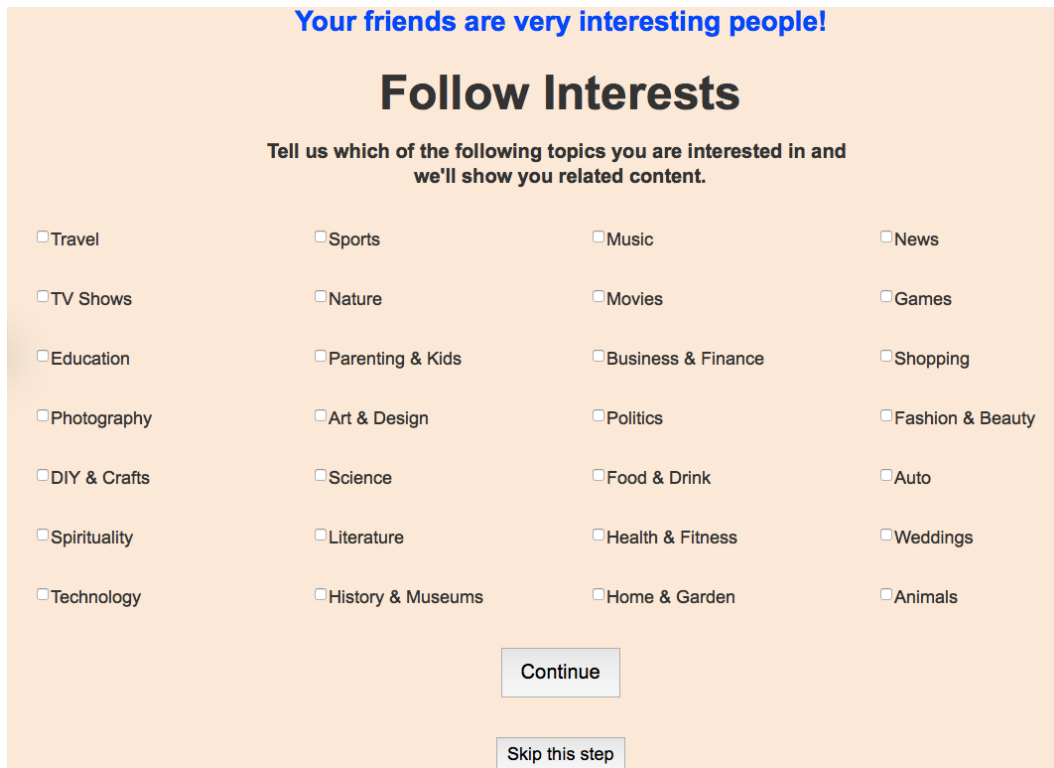 Your friends are very interesting people!
Follow Interests
Tell us which of the following topics you are interested in and
we'll show you related content.
Travel Sports Music News
TV Shows Nature Movies Games
Education Parenting & Kids Business & Finance Shopping
Photography Art & Design Politics Fashion & Beauty
DIY & Crafts Science Food & Drink Auto
Spirituality Literature Health & Fitness Weddings
Technology History & Museums Home & Garden Animals
Continue
Skip this step